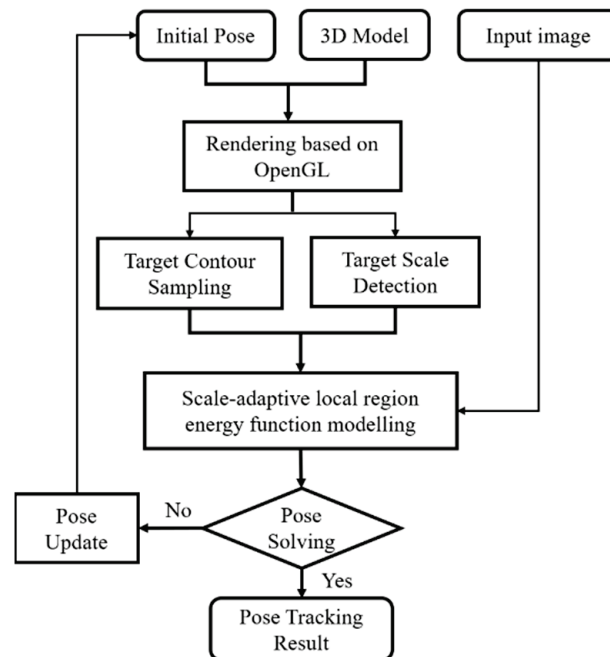 Initial Pose
3D Model
Input image
Rendering based on
OpenGL
Target Contour
Sampling
Target Scale
Detection
Scale-adaptive local region
energy function modelling
Pose
Update
No
Pose
Solving
Yes
Pose Tracking
Result